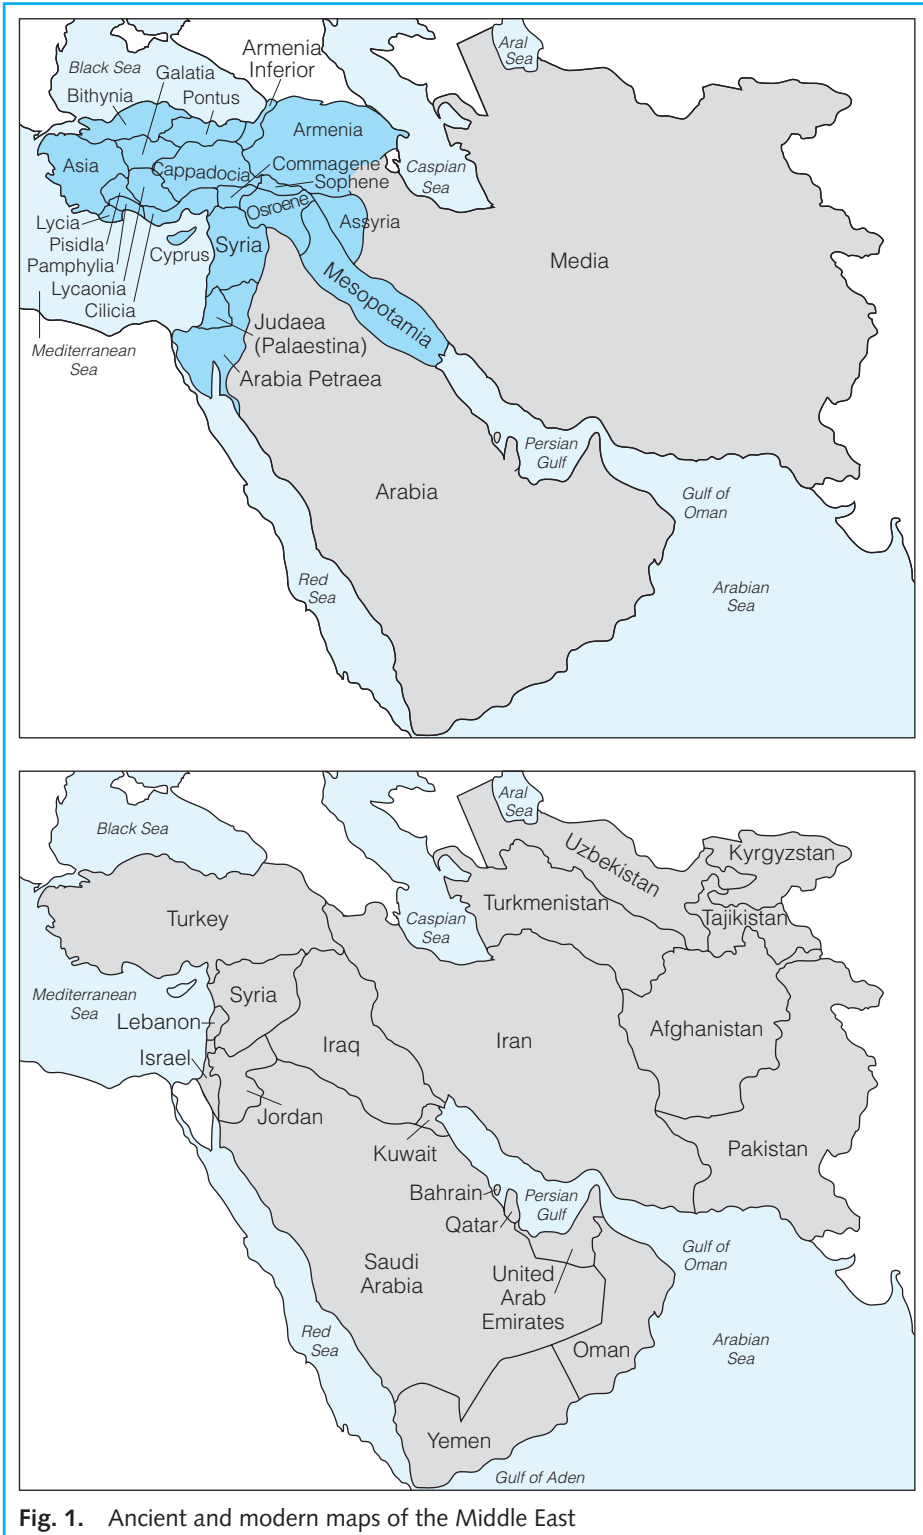 Aral
Sea
Armenia
Inferior
Black Sea
Galatia
Bithynia
Pontus
Armenia
Asia
Cappadocia
Commagene
Sophene
Caspian
Sea
Osroene
Assyria
Lycia
Pisidla
Pamphylia
Lycaonia
Cilicia
Cyprus
Syria
Media
Mesopotamia
Judaea
(Palaestina)
Mediterranean
Sea
Arabia Petraea
Persian
Gulf
Arabia
Gulf of
Oman
Red
Sea
Arabian
Sea
Aral
Sea
Black Sea
Uzbekistan
Kyrgyzstan
Turkmenistan
Tajikistan
Turkey
Caspian
Sea
Mediterranean
Sea
Syria
Lebanon
Iraq
Iran
Afghanistan
Israel
Jordan
Kuwait
Pakistan
Bahrain
Persian
Gulf
Qatar
Saudi
Arabia
United
Arab
Emirates
Gulf of
Oman
Red
Sea
Oman
Arabian
Sea
Yemen
Gulf of Aden
Fig. 1. Ancient and modern maps of the Middle East